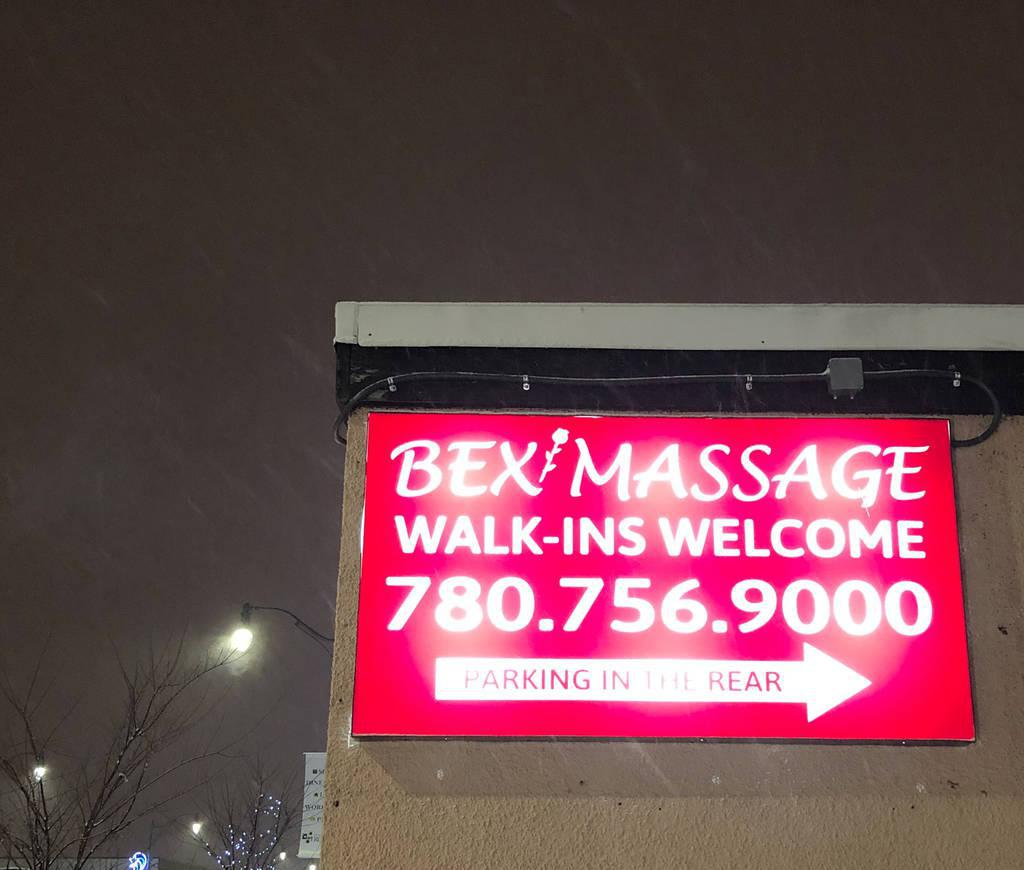 BEX MASSAGE
WALK-INS WELCOME
780.756.9000
PARKING IN THE REAR